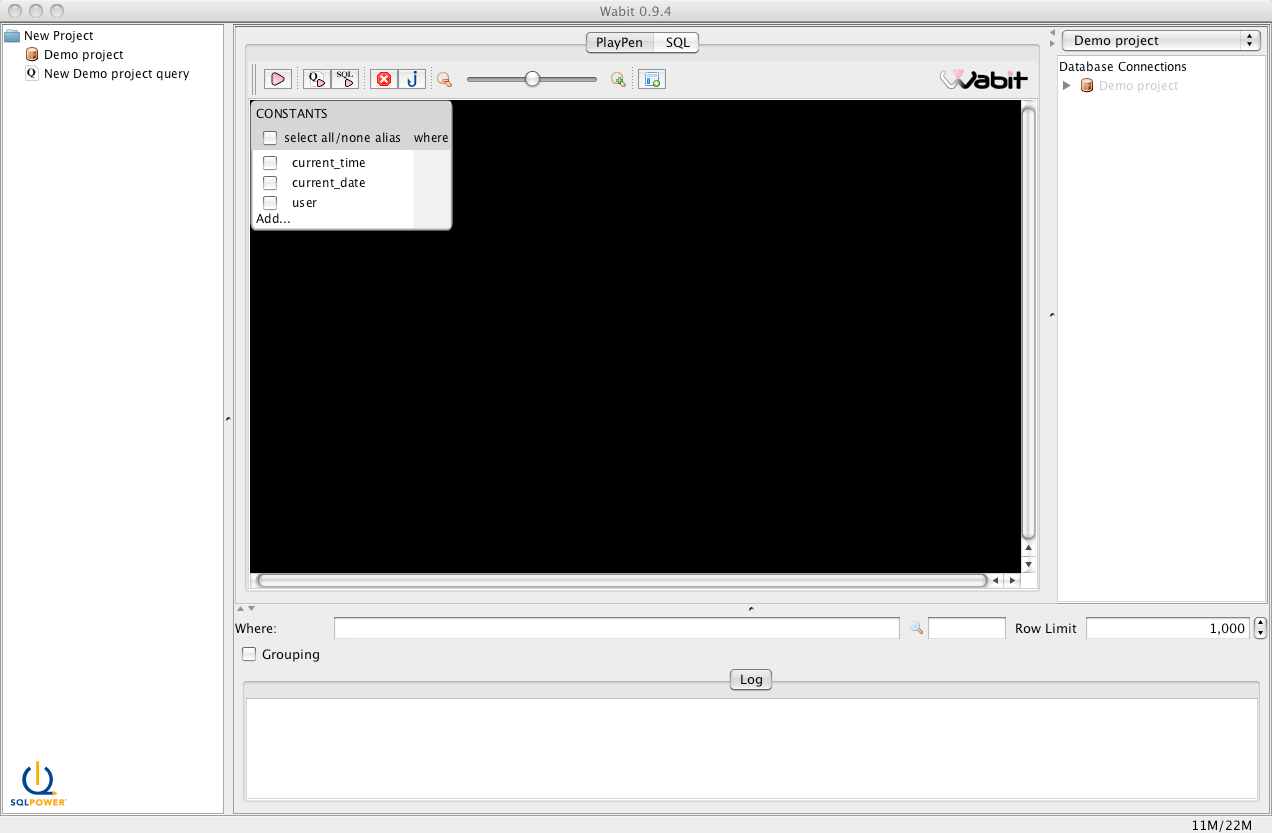 Wabit 0.9.4
New Project
Demo project
New Demo project query
PlayPen SQL
Q SQL
Wabit
CONSTANTS
select all/none alias where
current_time
current_date
user
Add...
Demo project
Database Connections
Demo project
Where:
Row Limit 1,000
Grouping
Log
SQLPOWER
11M/22M